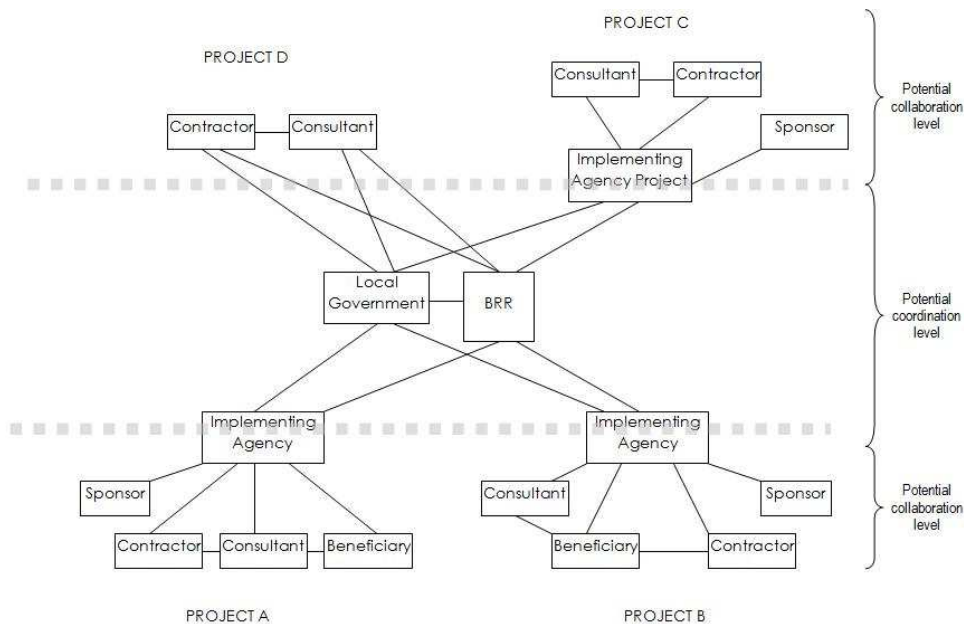 PROJECT C
PROJECT D
Consultant
Contractor
Potential
collaboration
level
Contractor
Consultant
Sponsor
Implementing
Agency Project
Local
Government
BRR
Potential
coordination
level
Implementing
Agency
Implementing
Agency
Sponsor
Consultant
Sponsor
Potential
collaboration
level
Contractor
Consultant
Beneficiary
Beneficiary
Contractor
PROJECT A
PROJECT B